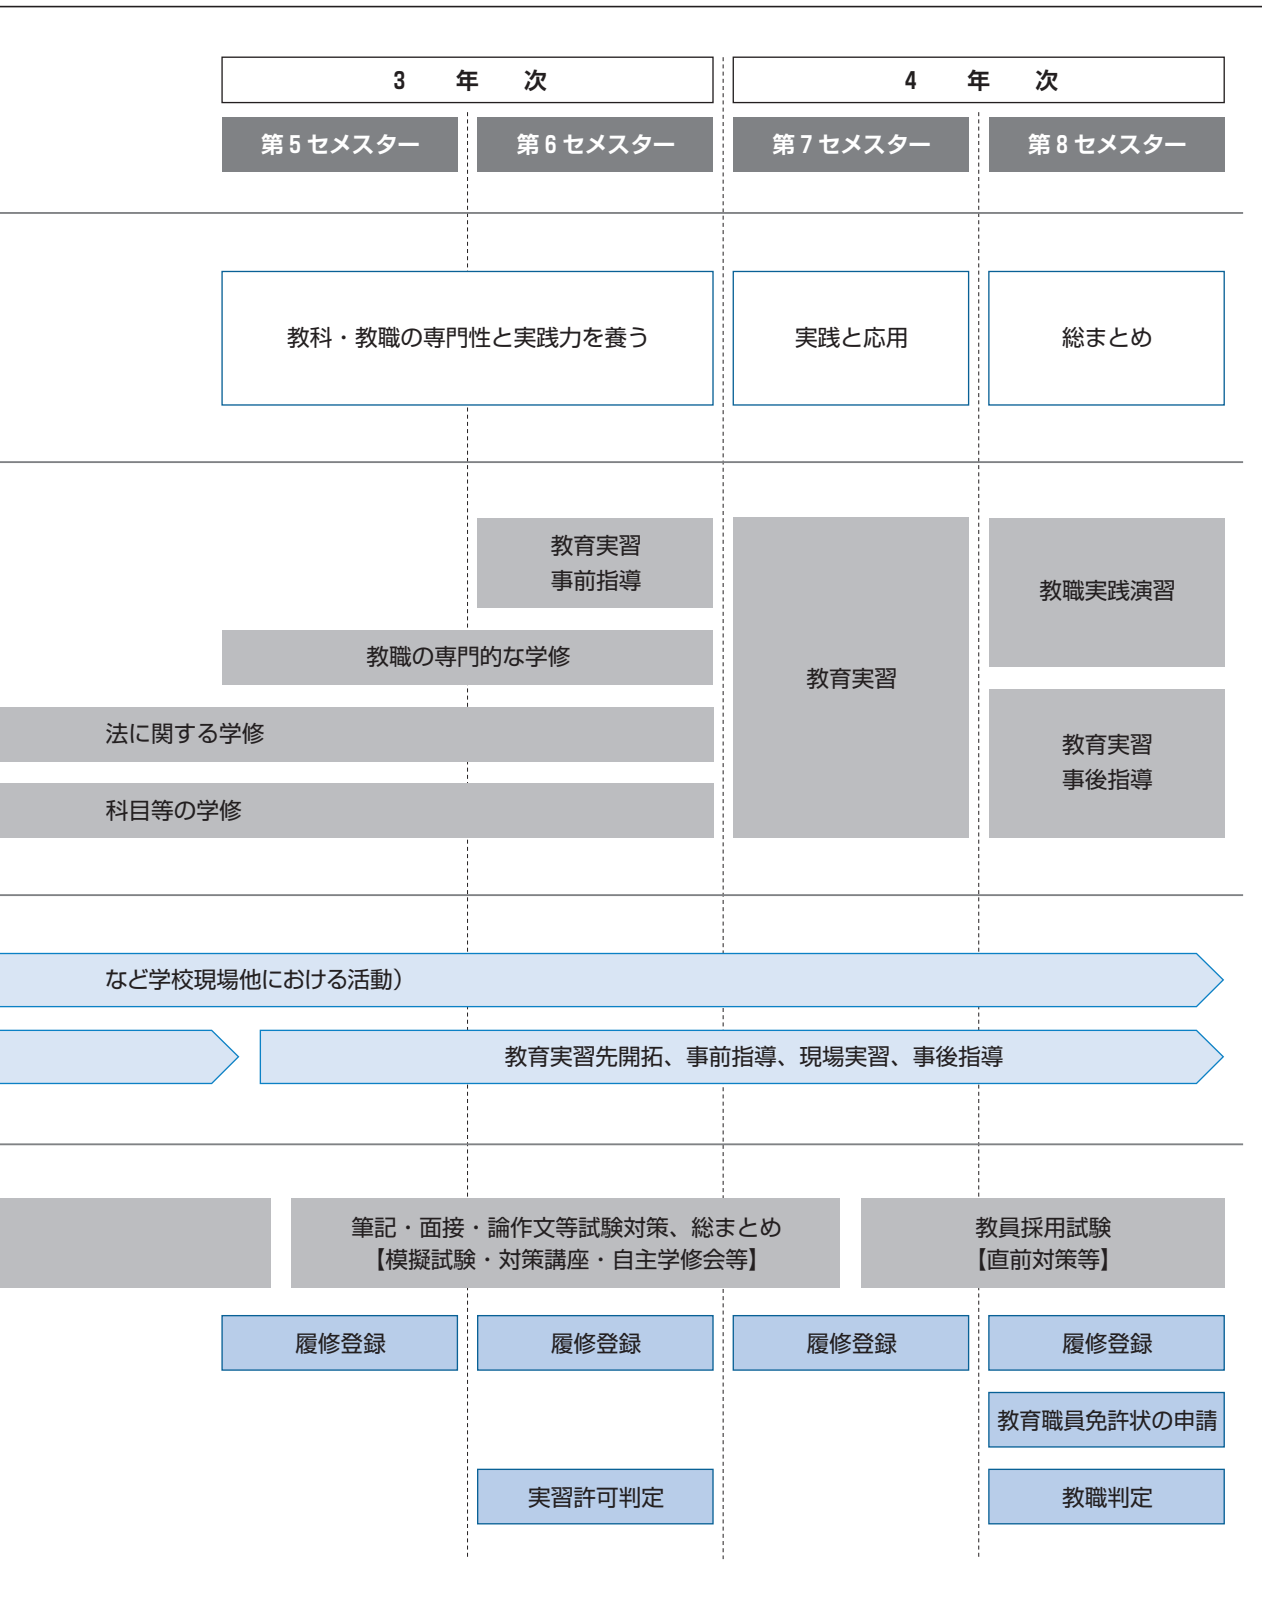 3 年 次
4 年 次
第5セメスター
第6セメスター
第7セメスター
第8セメスター
教科・教職の専門性と実践力を養う
実践と応用
総まとめ
教育実習
事前指導
教職の専門的な学修
法に関する学修
科目等の学修
教育実習
教職実践演習
教育実習
事後指導
など学校現場他における活動）
教育実習先開拓、事前指導、現場実習、事後指導
筆記・面接・論作文等試験対策、総まとめ
【模擬試験・対策講座・自主学修会等】
教員採用試験
【直前対策等】
履修登録
履修登録
履修登録
履修登録
教育職員免許状の申請
実習許可判定
教職判定